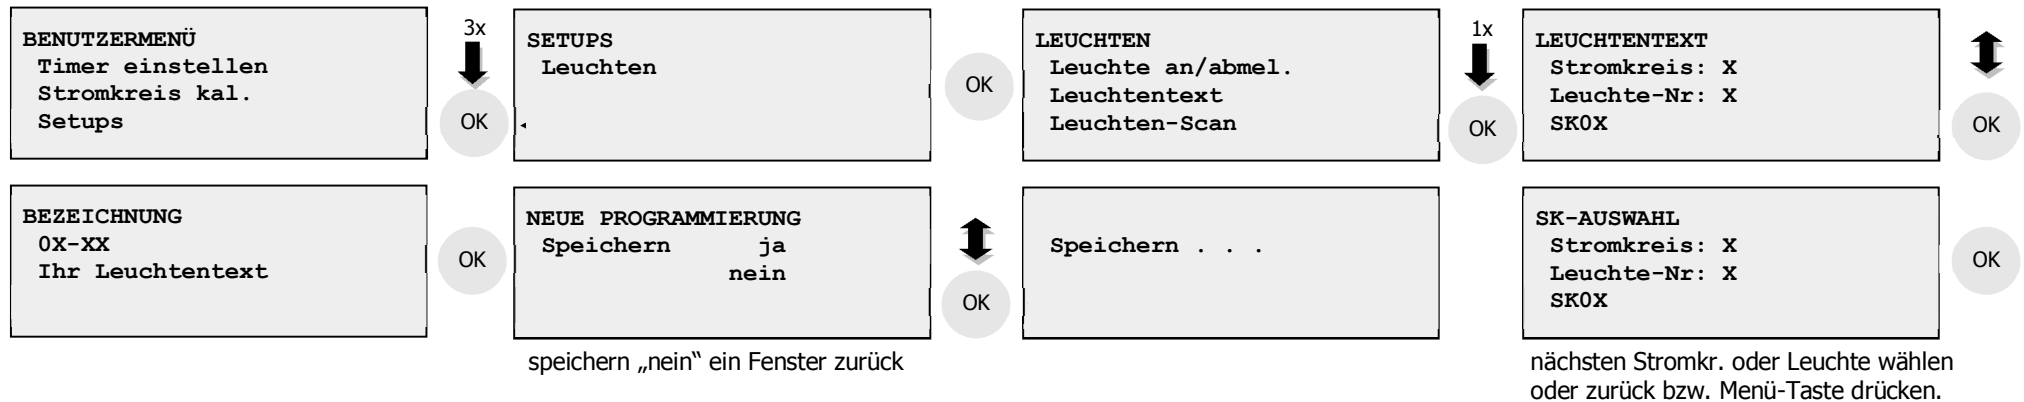 BENUTZERMENÜ
Timer einstellen
Stromkreis kal.
Setups
3x
OK
SETUPS
Leuchten
OK
LEUCHTEN
Leuchte an/abmel.
Leuchtentext
Leuchten-Scan
1x
OK
LEUCHTENTEXT
Stromkreis: X
Leuchte-Nr: X
SK0X
OK
BEZEICHNUNG
0X-XX
Ihr Leuchtentext
OK
NEUE PROGRAMMIERUNG
Speichern ja
nein
OK
speichern „nein“ ein Fenster zurück
Speichern . . .
SK-AUSWAHL
Stromkreis: X
Leuchte-Nr: X
SK0X
OK
nächsten Stromkr. oder Leuchte wählen
oder zurück bzw. Menü-Taste drücken.